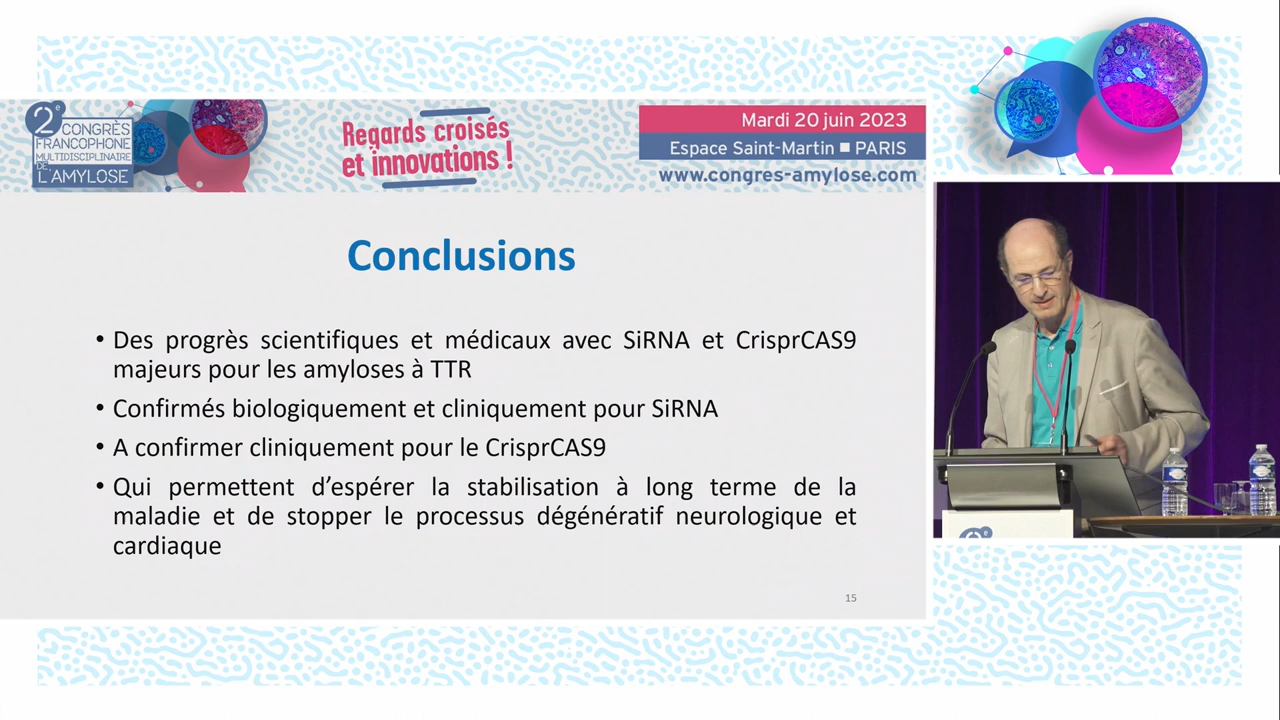 2e CONGRÈS
FRANCOPHONE
MULTIDISCIPLINAIRE
DE
L'AMYLOSE
Regards croisés
et innovations !
Mardi 20 juin 2023
Espace Saint-Martin ■ PARIS
www.congres-amylose.com
Conclusions
• Des progrès scientifiques et médicaux avec SiRNA et CrisprCAS9
majeurs pour les amyloses à TTR
• Confirmés biologiquement et cliniquement pour SiRNA
• A confirmer cliniquement pour le CrisprCAS9
• Qui permettent d'espérer la stabilisation à long terme de la
maladie et de stopper le processus dégénératif neurologique et
cardiaque
15